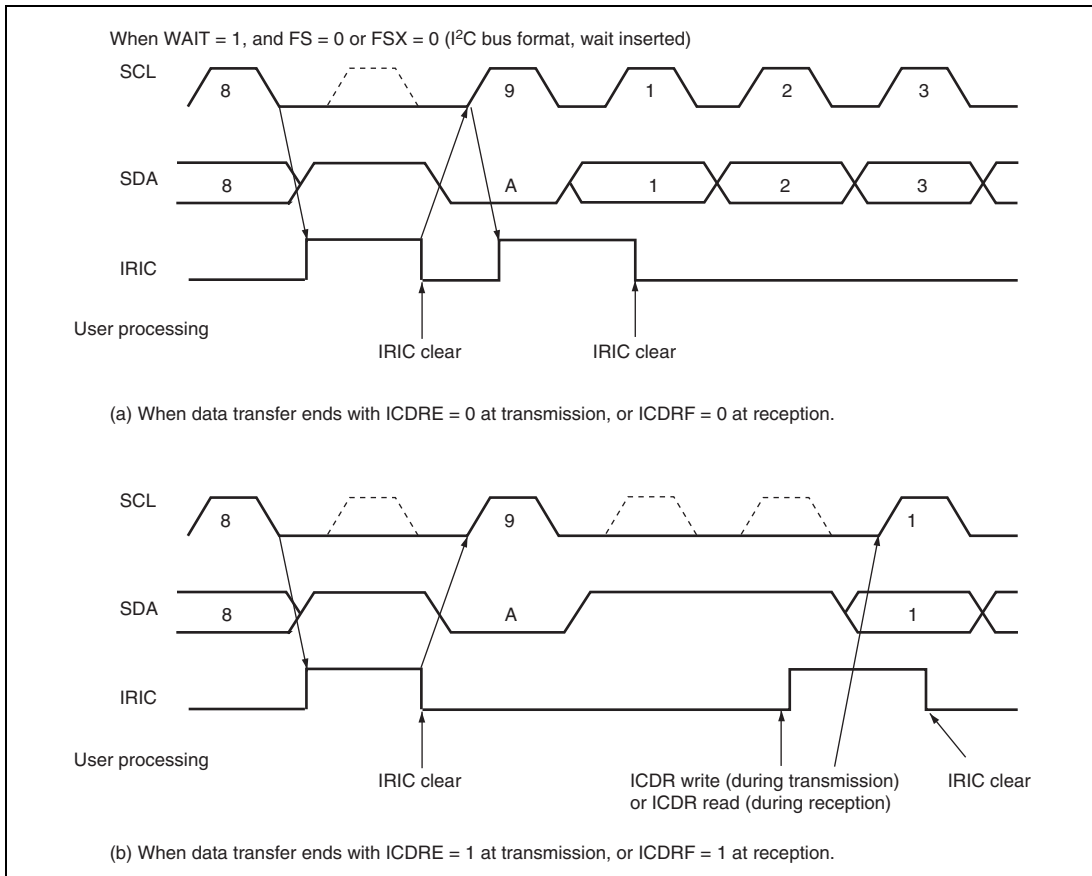 When WAIT = 1, and FS = 0 or FSX = 0 (I²C bus format, wait inserted)
SCL
8 9 1 2 3
SDA
8 A 1 2 3
IRIC
User processing
IRIC clear IRIC clear
(a) When data transfer ends with ICDRE = 0 at transmission, or ICDRF = 0 at reception.
SCL
8 9 1
SDA
8 A 1
IRIC
User processing
IRIC clear ICDR write (during transmission) IRIC clear
or ICDR read (during reception)
(b) When data transfer ends with ICDRE = 1 at transmission, or ICDRF = 1 at reception.